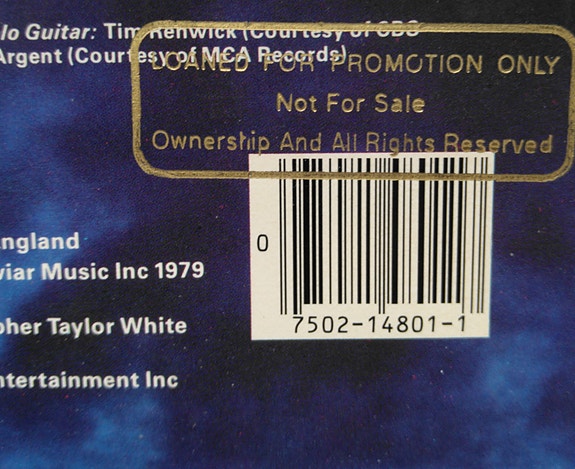 lo Guitar: Tim Renwick (Courtesy of CBS
Argent (Courtesy of MCA Records)
LOANED FOR PROMOTION ONLY
Not For Sale
Ownership And All Rights Reserved
ngland
viar Music Inc 1979
pher Taylor White
ntertainment Inc
0
7502-14801-1